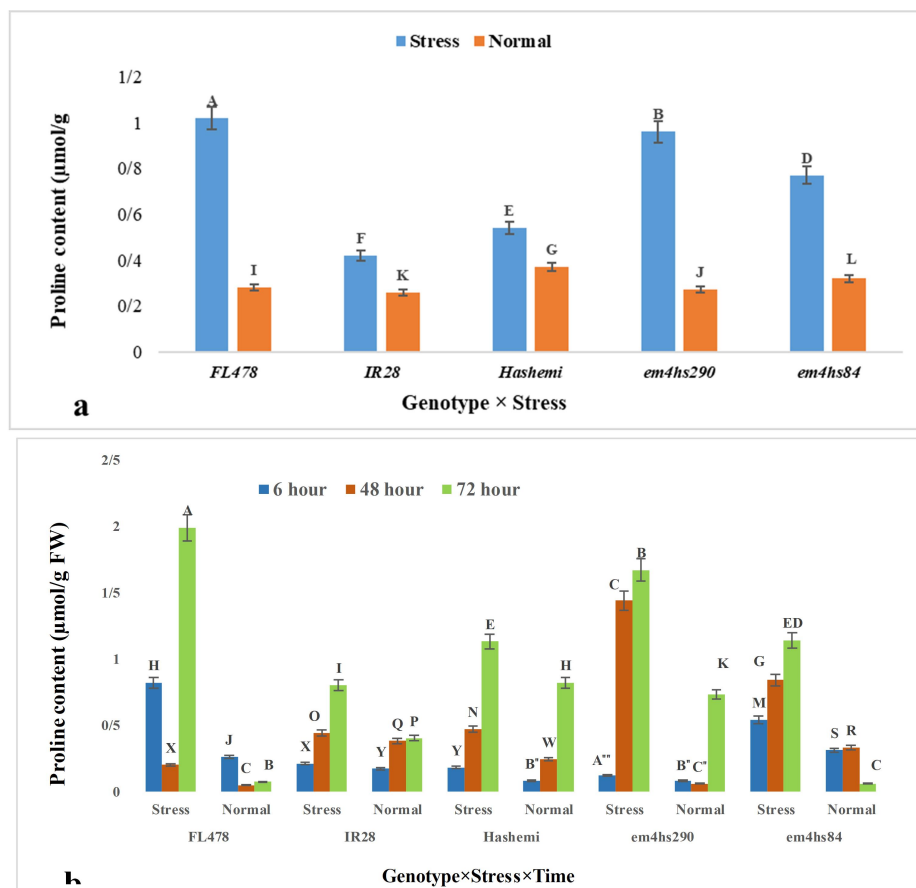 Stress Normal
Proline content (µmol/g)
1/2
1
0/8
0/6
0/4
0/2
0
A
I
F
K
E
G
B
J
D
L
FL478 IR28 Hashemi em4hs290 em4hs84
Genotype × Stress
a
6 hour 48 hour 72 hour
Proline content (µmol/g FW)
2/5
2
1/5
1
0/5
0
H X A
J C B
X O I
Y Q P
Y N E
B" W H
A"" C B
B" C" K
M G ED
S R C
Stress Normal Stress Normal Stress Normal Stress Normal Stress Normal
FL478 IR28 Hashemi em4hs290 em4hs84
Genotype×Stress×Time
b